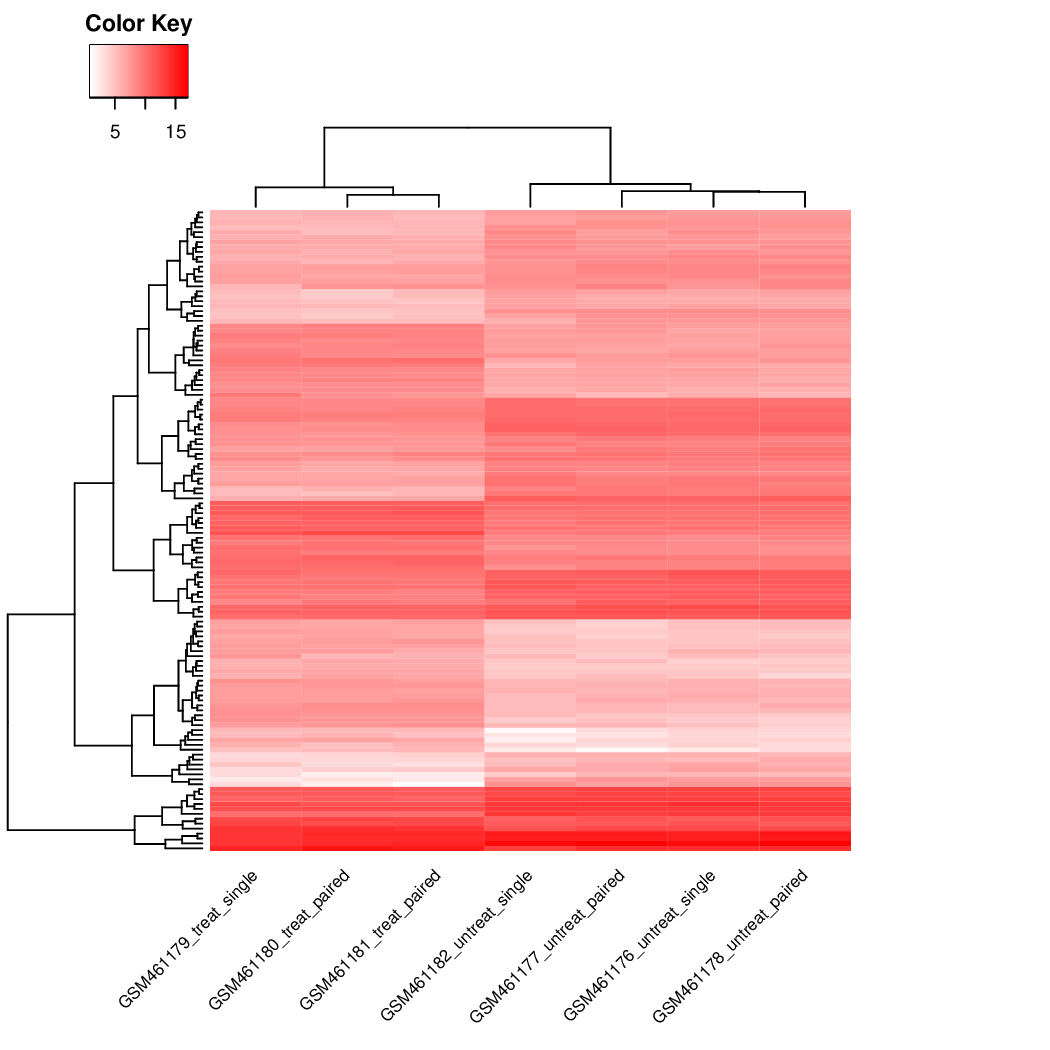 Color Key
5 15
GSM461179_treat_single
GSM461180_treat_paired
GSM461181_treat_paired
GSM461182_untreat_single
GSM461177_untreat_paired
GSM461176_untreat_single
GSM461178_untreat_paired